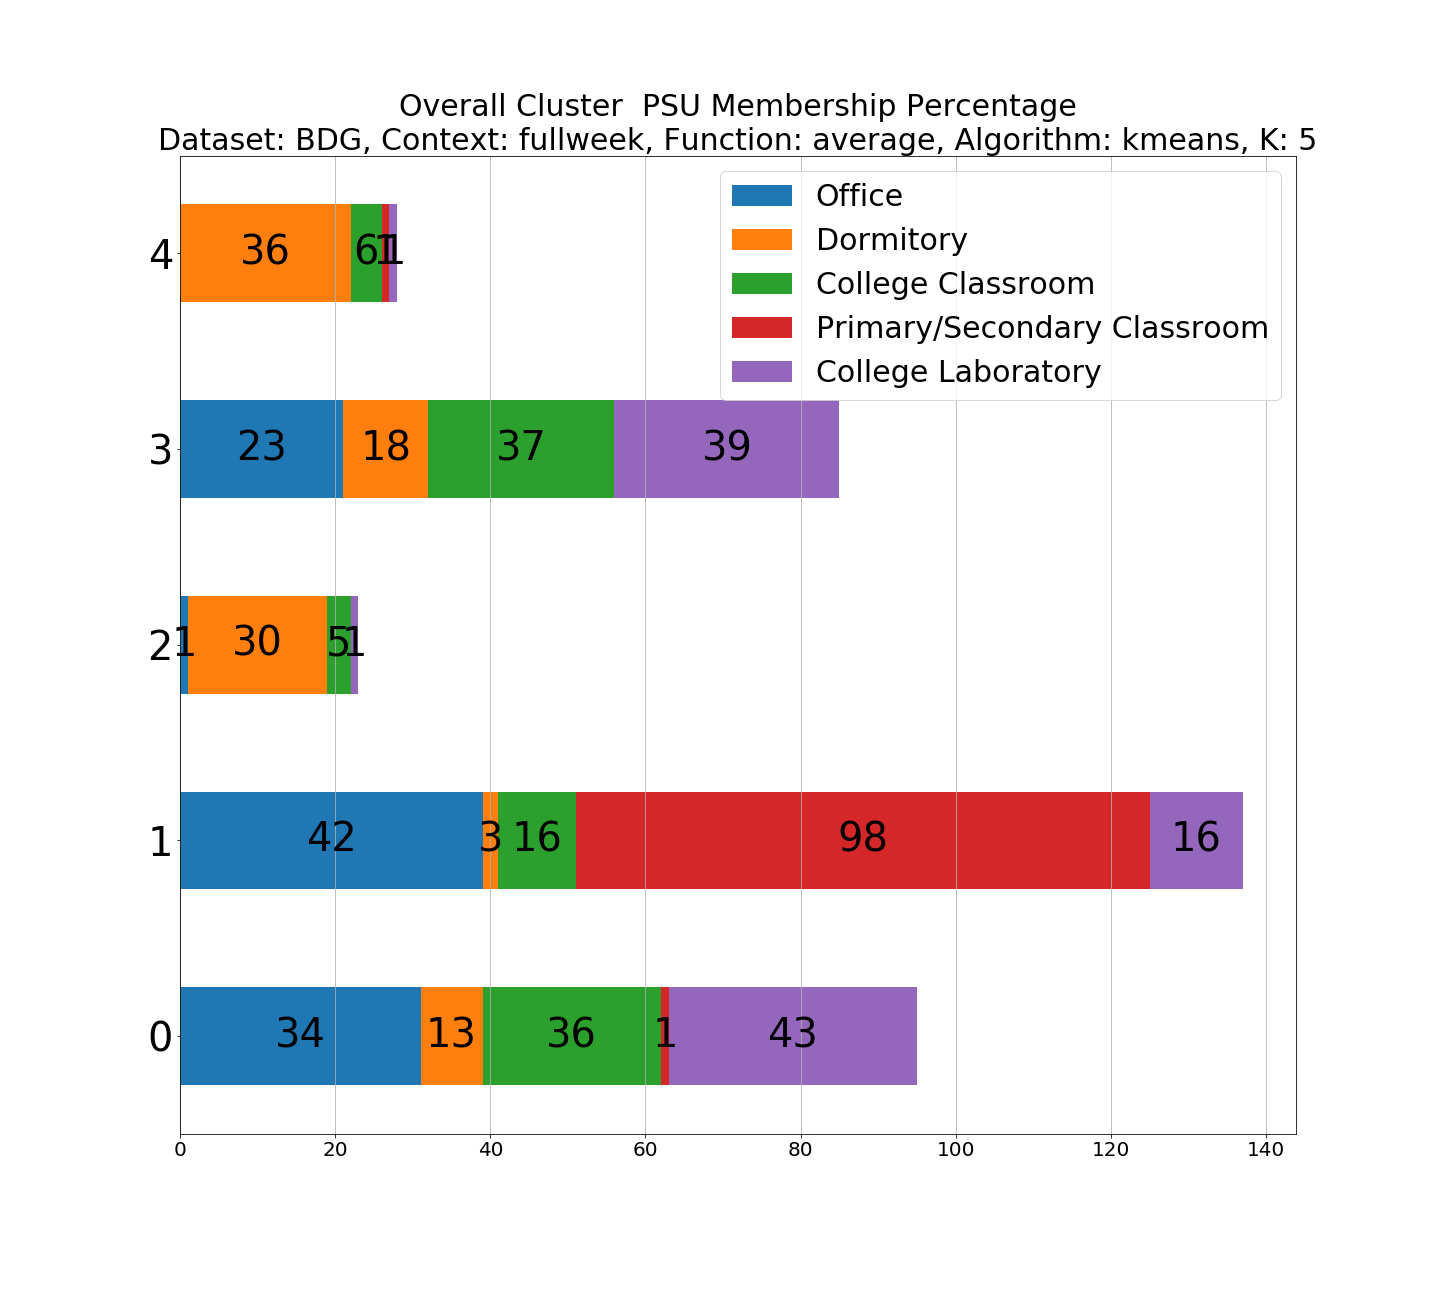 Overall Cluster  PSU Membership Percentage
Dataset: BDG, Context: fullweek, Function: average, Algorithm: kmeans, K: 5
Office
Dormitory
College Classroom
Primary/Secondary Classroom
College Laboratory
4 36 6 1 1
3 23 18 37 39
2 1 30 5 1
1 42 3 16 98 16
0 34 13 36 1 43
0 20 40 60 80 100 120 140